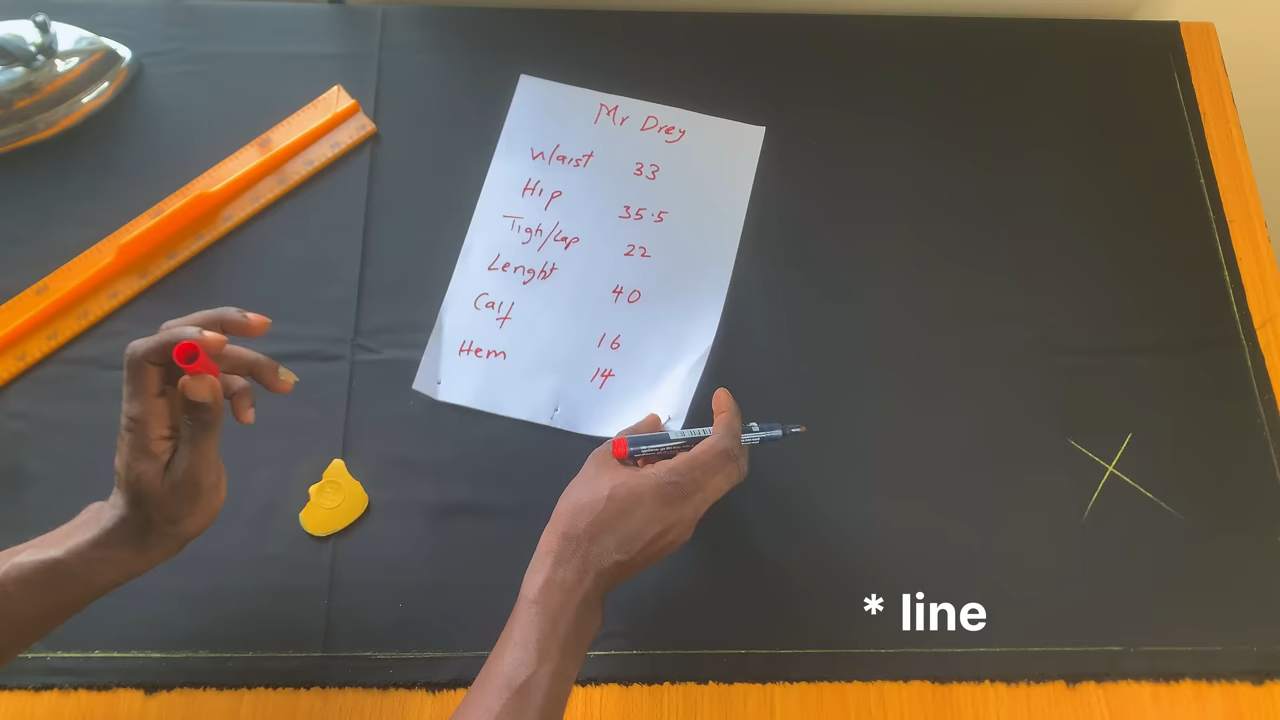 Mr Drey
Waist 33
Hip 35.5
Tigh/Lap 22
Lenght 40
Calf 16
Hem 14
* line